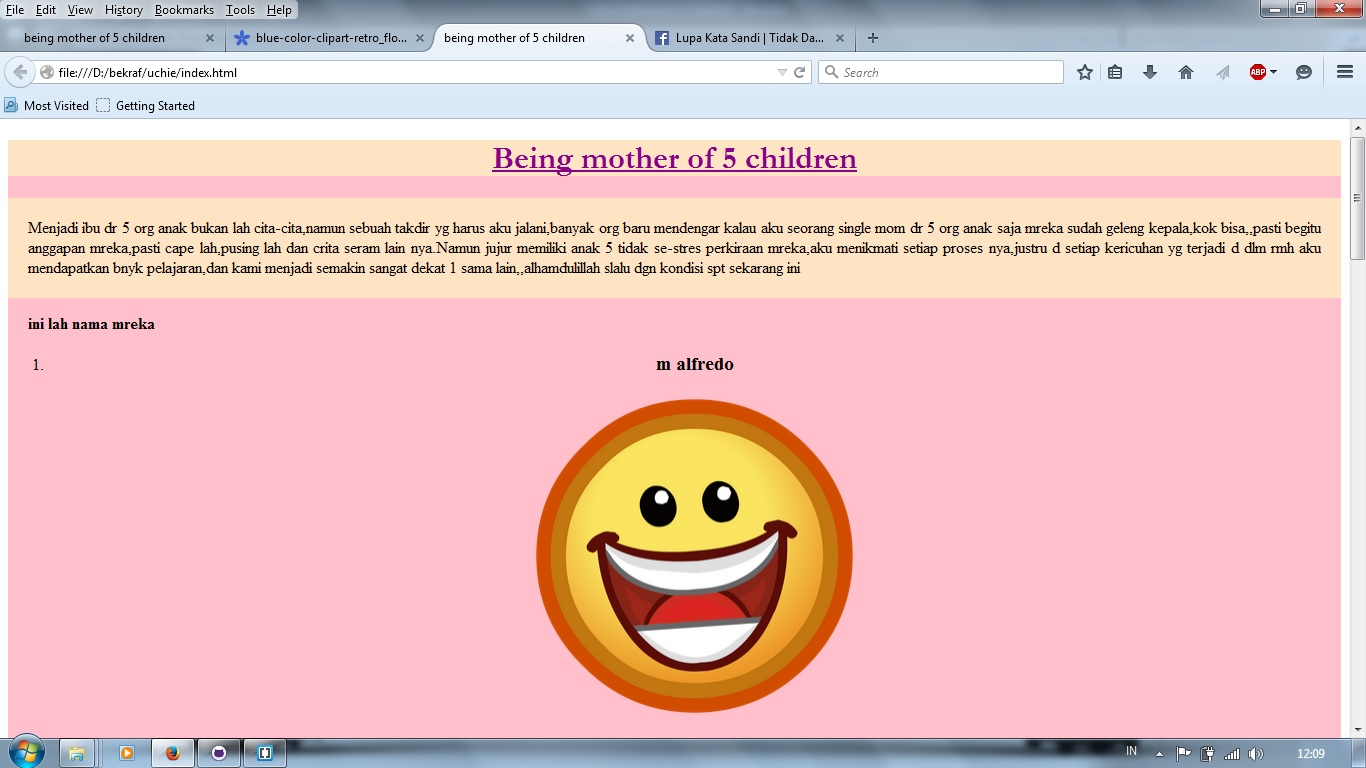 File Edit View History Bookmarks Tools Help
being mother of 5 children blue-color-clipart-retro_flo... being mother of 5 children Lupa Kata Sandi | Tidak Da...
file:///D:/bekraf/uchie/index.html Search ABP
Most Visited Getting Started
Being mother of 5 children
Menjadi ibu dr 5 org anak bukan lah cita-cita,namun sebuah takdir yg harus aku jalani,banyak org baru mendengar kalau aku seorang single mom dr 5 org anak saja mreka sudah geleng kepala,kok bisa,,pasti begitu
anggapan mreka,pasti cape lah,pusing lah dan crita seram lain nya.Namun jujur memiliki anak 5 tidak se-stres perkiraan mreka,aku menikmati setiap proses nya,justru d setiap kericuhan yg terjadi d dlm rmh aku
mendapatkan bnyk pelajaran,dan kami menjadi semakin sangat dekat 1 sama lain,,alhamdulillah slalu dgn kondisi spt sekarang ini
ini lah nama mreka
1. m alfredo
IN 12:09